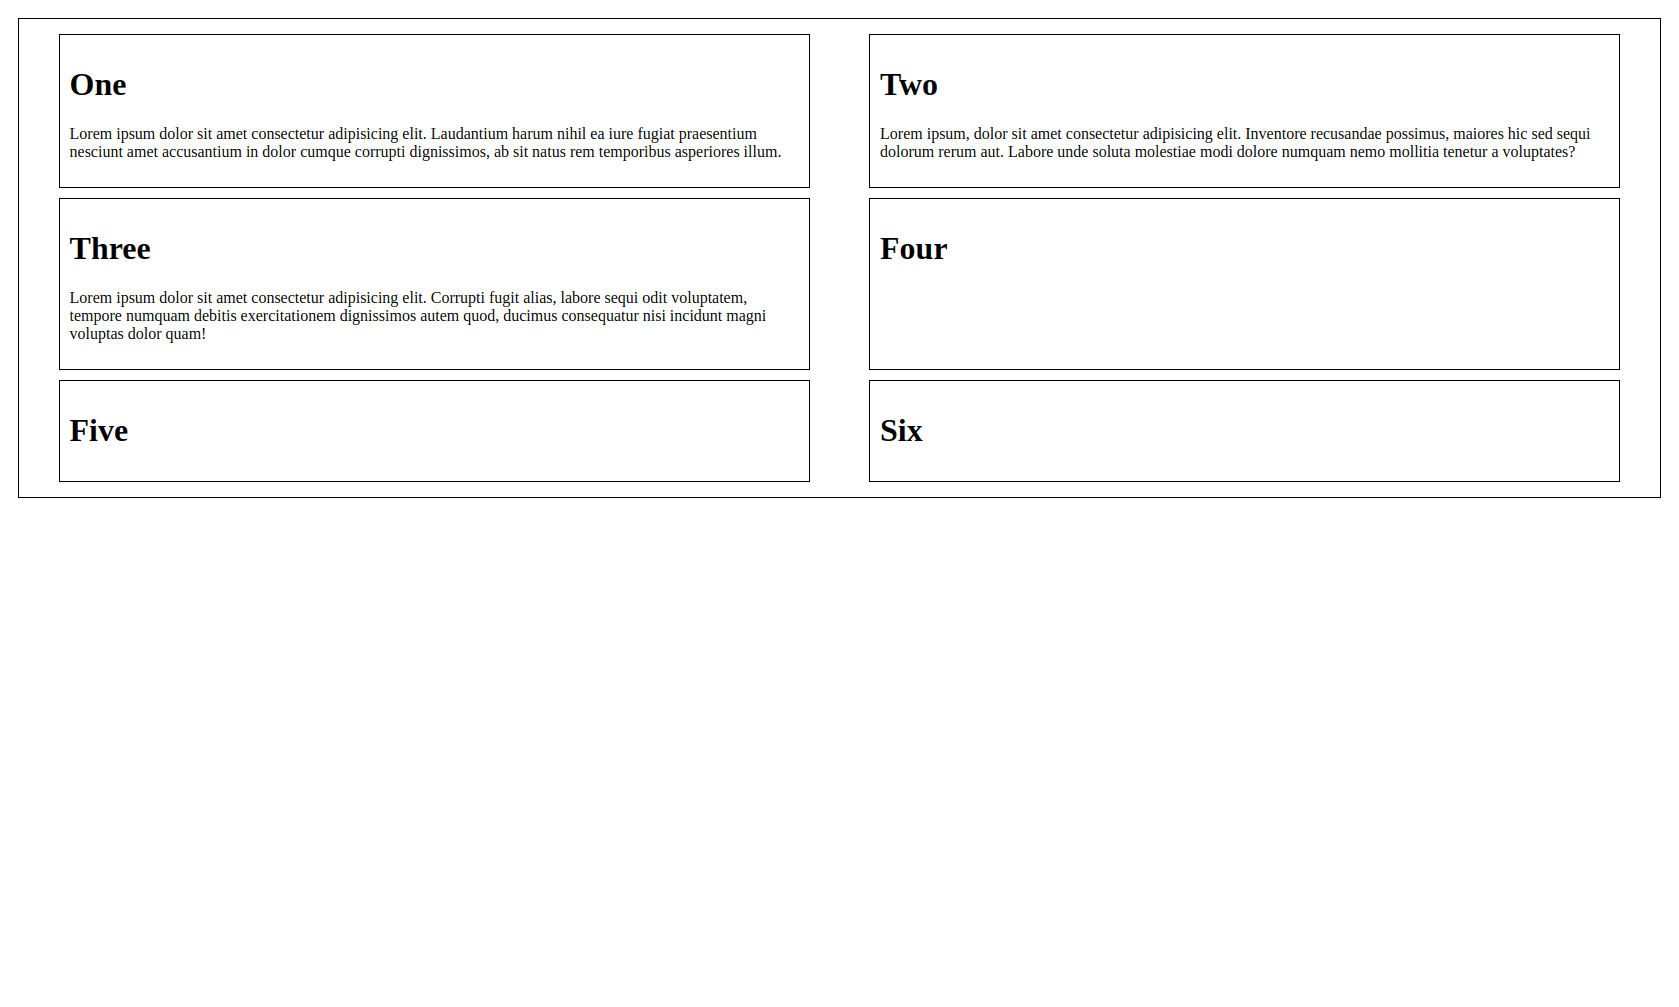 One
Lorem ipsum dolor sit amet consectetur adipisicing elit. Laudantium harum nihil ea iure fugiat praesentium
nesciunt amet accusantium in dolor cumque corrupti dignissimos, ab sit natus rem temporibus asperiores illum.
Two
Lorem ipsum, dolor sit amet consectetur adipisicing elit. Inventore recusandae possimus, maiores hic sed sequi
dolorum rerum aut. Labore unde soluta molestiae modi dolore numquam nemo mollitia tenetur a voluptates?
Three
Lorem ipsum dolor sit amet consectetur adipisicing elit. Corrupti fugit alias, labore sequi odit voluptatem,
tempore numquam debitis exercitationem dignissimos autem quod, ducimus consequatur nisi incidunt magni
voluptas dolor quam!
Four
Five
Six